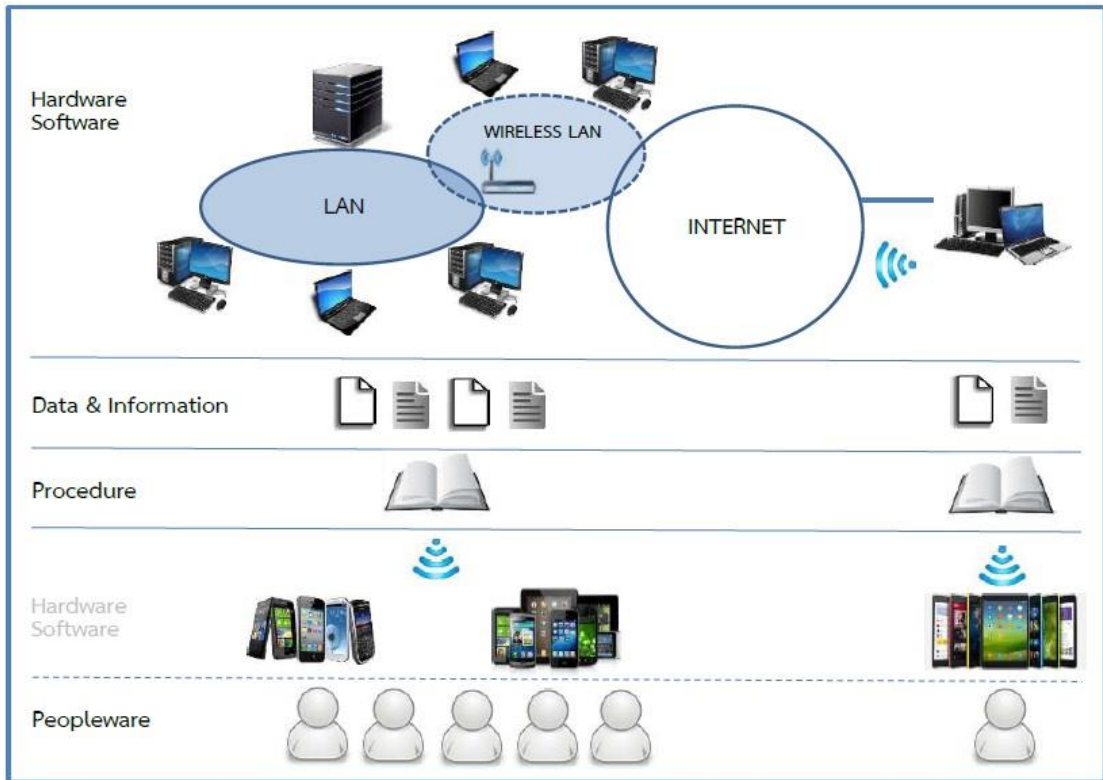 Hardware
Software
WIRELESS LAN
LAN
INTERNET
Data & Information
Procedure
Hardware
Software
Peopleware